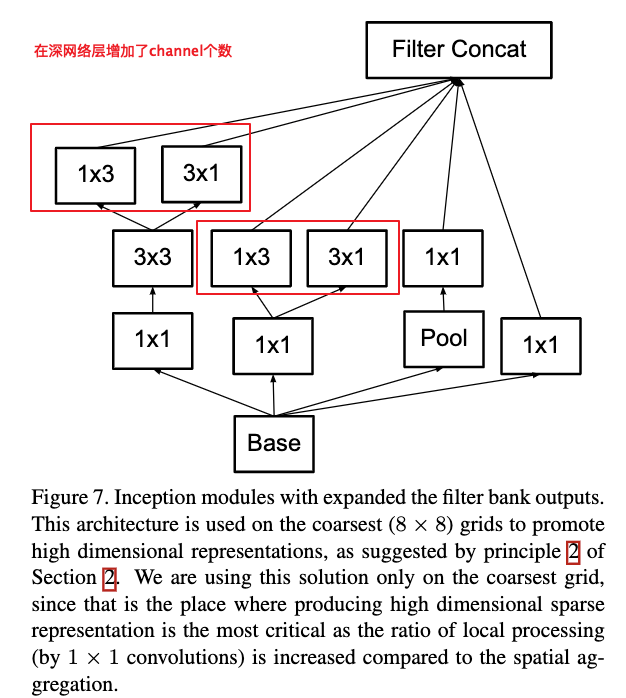 在深网络层增加了channel个数
Filter Concat
1x3
3x1
3x3
1x3
3x1
1x1
1x1
1x1
Pool
1x1
Base
Figure 7. Inception modules with expanded the filter bank outputs.
This architecture is used on the coarsest (8 × 8) grids to promote
high dimensional representations, as suggested by principle 2 of
Section 2. We are using this solution only on the coarsest grid,
since that is the place where producing high dimensional sparse
representation is the most critical as the ratio of local processing
(by 1 × 1 convolutions) is increased compared to the spatial ag-
gregation.